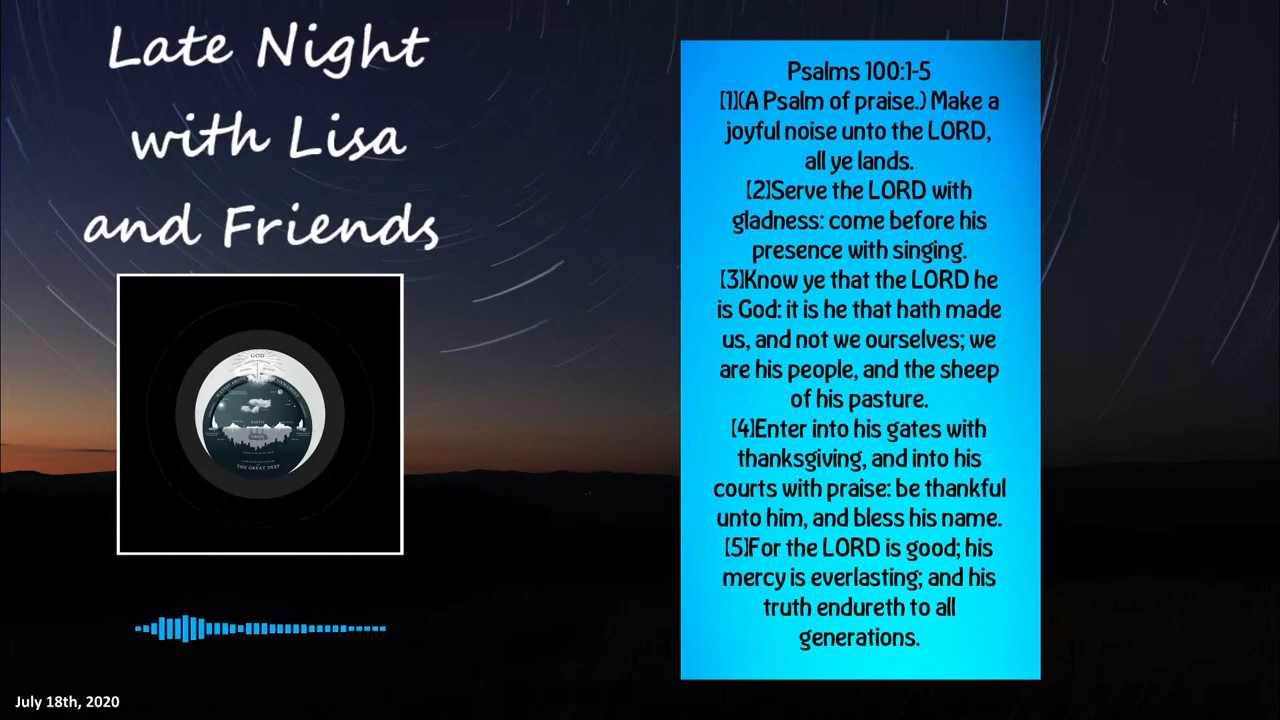 Late Night
with Lisa
and Friends
GOD
EARTH
THE GREAT DEEP
July 18th, 2020
Psalms 100:1-5
[1](A Psalm of praise.) Make a
joyful noise unto the LORD,
all ye lands.
[2]Serve the LORD with
gladness: come before his
presence with singing.
[3]Know ye that the LORD he
is God: it is he that hath made
us, and not we ourselves; we
are his people, and the sheep
of his pasture.
[4]Enter into his gates with
thanksgiving, and into his
courts with praise: be thankful
unto him, and bless his name.
[5]For the LORD is good; his
mercy is everlasting; and his
truth endureth to all
generations.